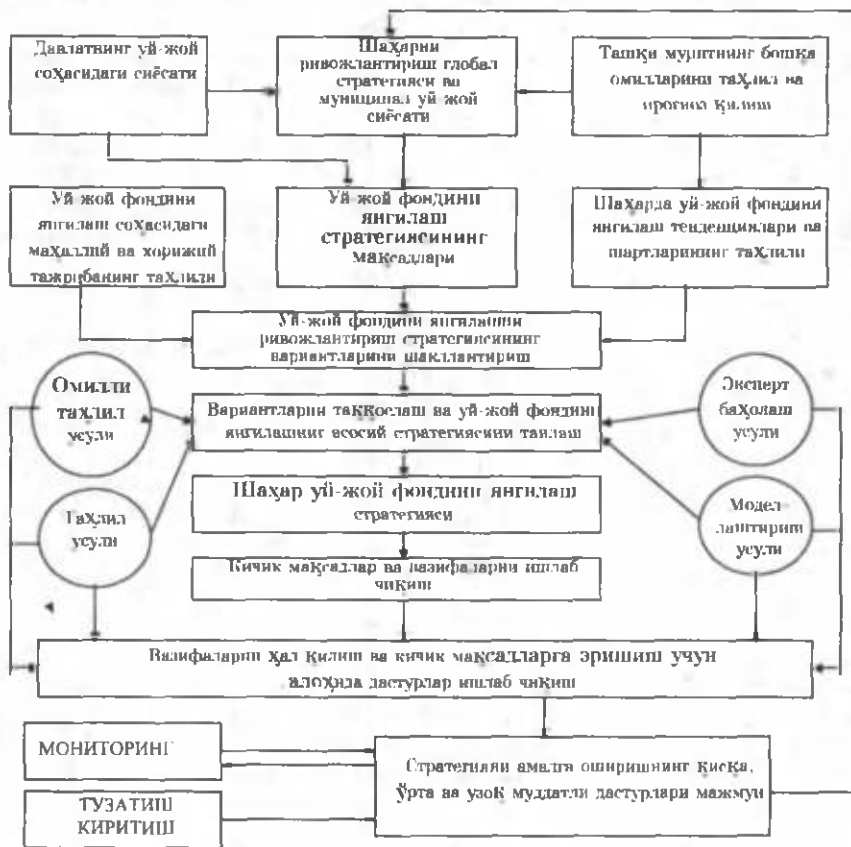 Давлатнинг уй-жой
соҳасидаги сиёсати
Шаҳарни
ривожлантириш глобал
стратегияси ва
муниципал уй жой
сиёсати
Ташқи муҳитнинг бошқа
омилларини таҳлил ва
прогноз қилиш
Уй жой фондини
янгилаш соҳасидаги
маҳаллий ва хорижий
тажрибанинг таҳлили
Уй жой фондини
янгилаш
стратегиясининг
мақсадлари
Шаҳарда уй-жой фондини
янгилаш тенденциялари ва
шартларининг таҳлили
Уй-жой фондини янгилашни
ривожлантириш стратегиясининг
вариантларини шакллантириш
Омилли
таҳлил
усули
Вариантларни таққослаш ва уй-жой фондини
янгилашнинг асосий стратегиясини танлаш
Эксперт
баҳолаш
усули
Шаҳар уй-жой фондини янгилаш
стратегияси
Таҳлил
усули
Модел-
лаштириш
усули
Кичик мақсадлар ва вазифаларни ишлаб
чиқиш
Вазифаларни ҳал қилиш ва кичик мақсадларга эришиш учун
алоҳида дастурлар ишлаб чиқиш
МОНИТОРИНГ
Стратегияни амалга оширишнинг қисқа,
ўрта ва узоқ муддатли дастурлари мажмуи
ТУЗАТИШ
КИРИТИШ